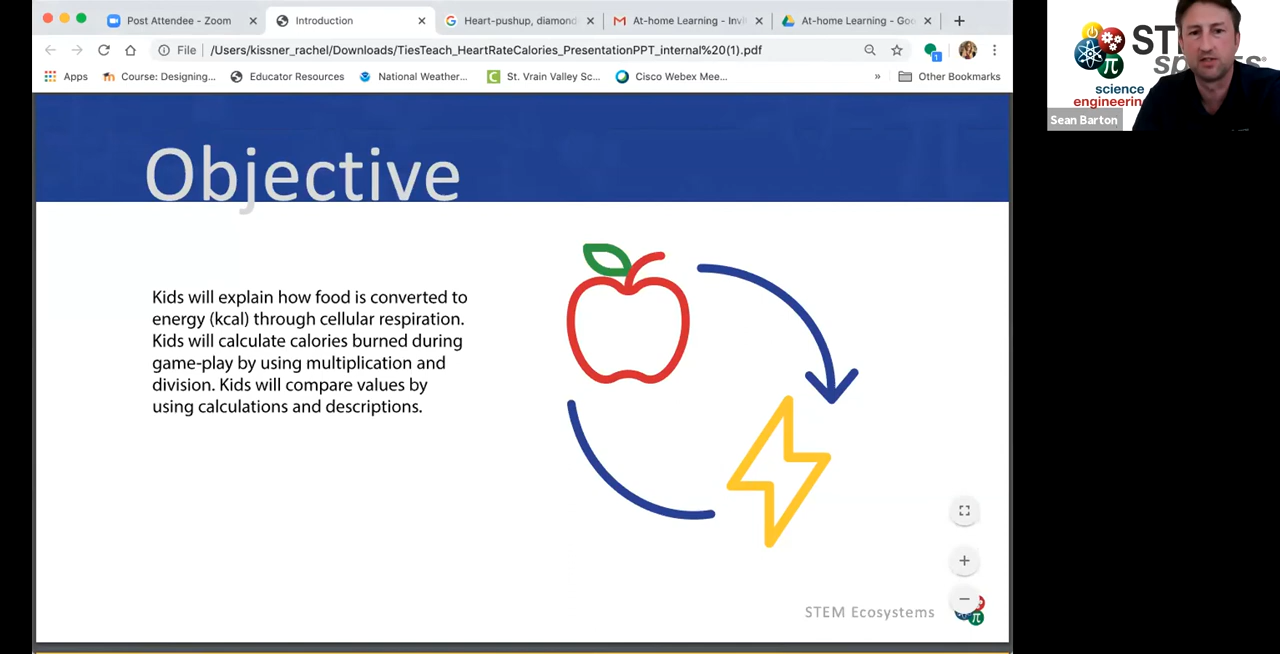 Post Attendee - Zoom
Introduction
Heart-pushup, diamond
At-home Learning - Invi
At-home Learning - Goo
File
/Users/kissner_rachel/Downloads/TiesTeach_HeartRateCalories_PresentationPPT_internal%20(1).pdf
1
Apps
Course: Designing...
Educator Resources
National Weather...
St. Vrain Valley Sc...
Cisco Webex Mee...
»
Other Bookmarks
Objective
Kids will explain how food is converted to
energy (kcal) through cellular respiration.
Kids will calculate calories burned during
game-play by using multiplication and
division. Kids will compare values by
using calculations and descriptions.
STEM Ecosystems
π
science
Sean Barton